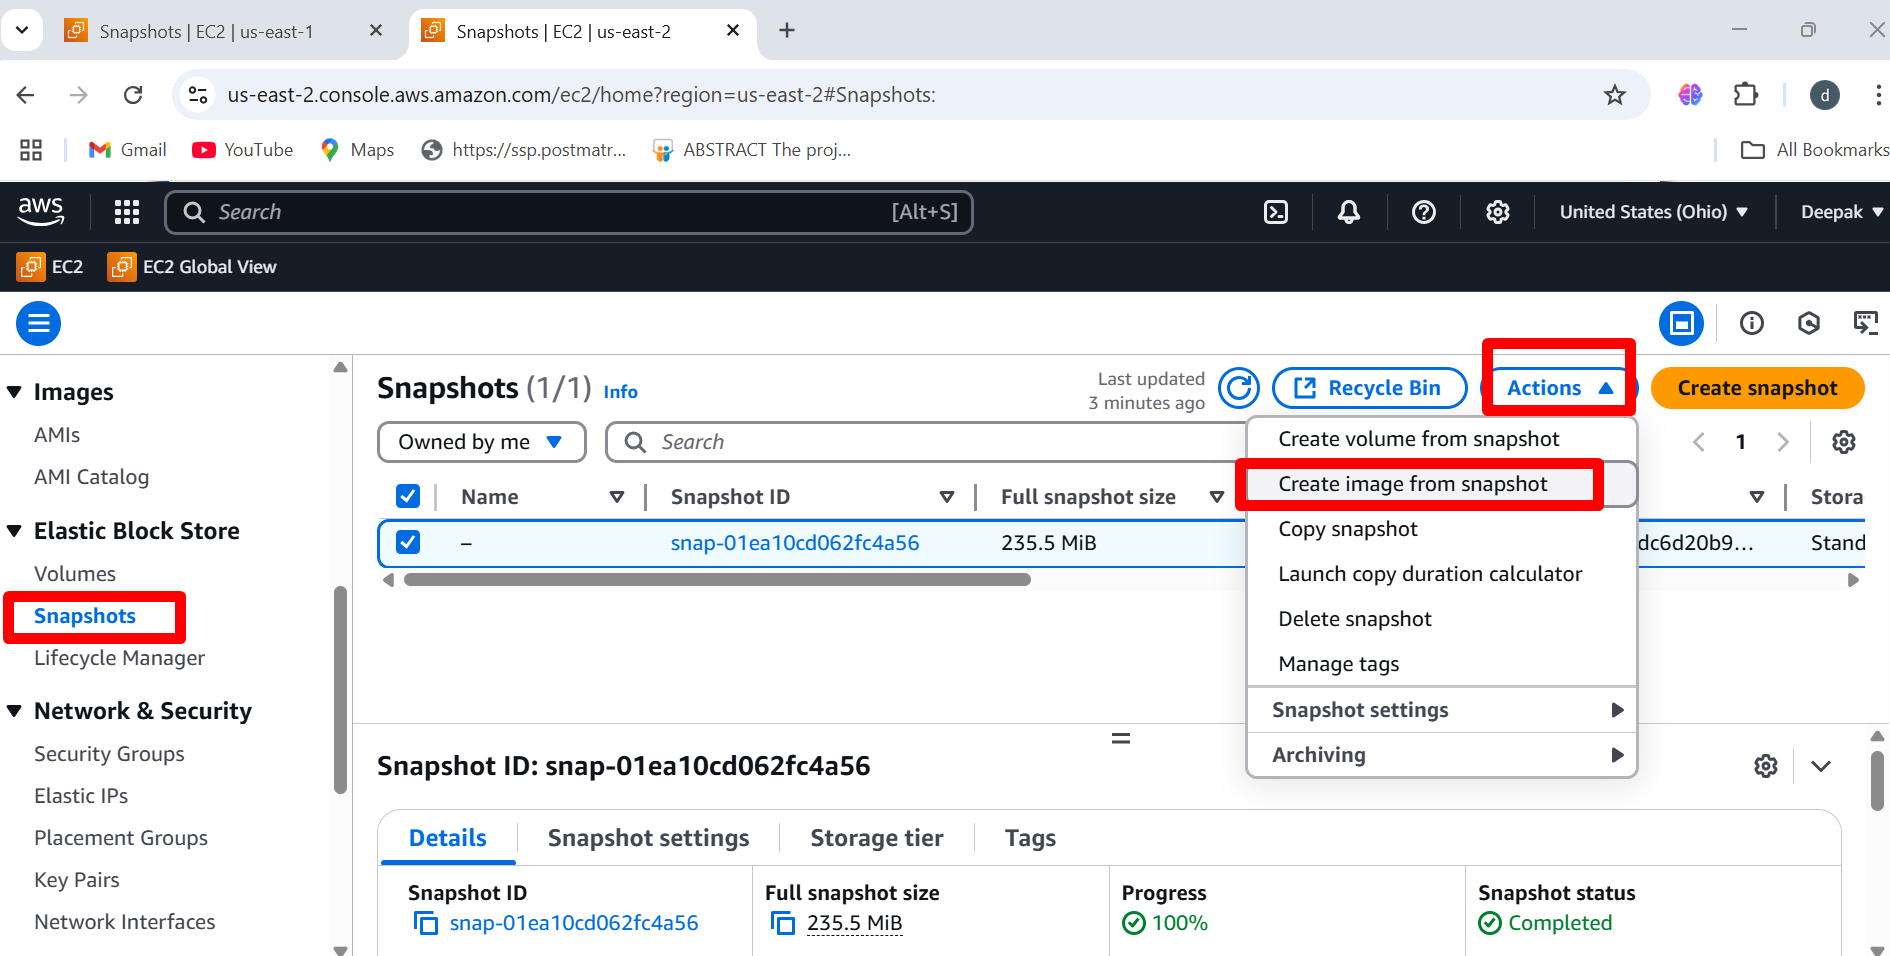 Snapshots | EC2 | us-east-1
Snapshots | EC2 | us-east-2
us-east-2.console.aws.amazon.com/ec2/home?region=us-east-2#Snapshots:
d
Gmail
YouTube
Maps
https://ssp.postmatr...
ABSTRACT The proj...
All Bookmarks
aws
Search
[Alt+S]
United States (Ohio)
Deepak
EC2
EC2 Global View
Images
AMIs
AMI Catalog
Elastic Block Store
Volumes
Snapshots
Lifecycle Manager
Network & Security
Security Groups
Elastic IPs
Placement Groups
Key Pairs
Network Interfaces
Snapshots (1/1) Info
Last updated
3 minutes ago
Recycle Bin
Actions
Create snapshot
Owned by me
Search
1
Create volume from snapshot
Create image from snapshot
Copy snapshot
Launch copy duration calculator
Delete snapshot
Manage tags
Snapshot settings
Archiving
Name
Snapshot ID
Full snapshot size
Stora
–
snap-01ea10cd062fc4a56
235.5 MiB
dc6d20b9...
Stand
Snapshot ID: snap-01ea10cd062fc4a56
Details
Snapshot settings
Storage tier
Tags
Snapshot ID
snap-01ea10cd062fc4a56
Full snapshot size
235.5 MiB
Progress
100%
Snapshot status
Completed